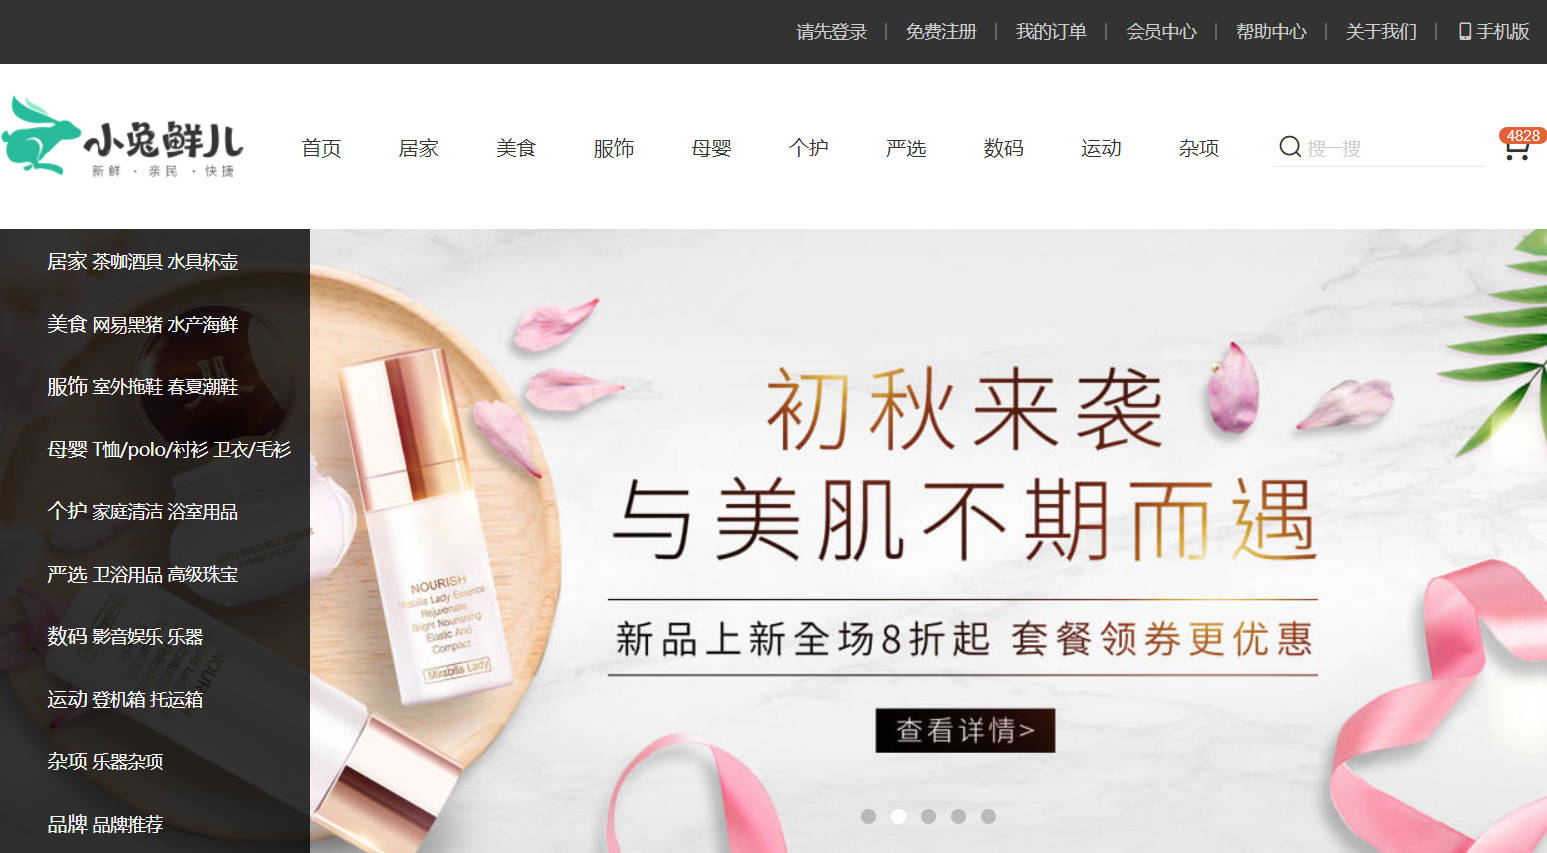 请先登录 | 免费注册 | 我的订单 | 会员中心 | 帮助中心 | 关于我们 | 手机版
小兔鲜儿
新鲜 · 亲民 · 快捷
首页 居家 美食 服饰 母婴 个护 严选 数码 运动 杂项 搜一搜 4828
居家 茶咖酒具 水具杯壶
美食 网易黑猪 水产海鲜
服饰 室外拖鞋 春夏潮鞋
母婴 T恤/polo/衬衫 卫衣/毛衫
个护 家庭清洁 浴室用品
严选 卫浴用品 高级珠宝
数码 影音娱乐 乐器
运动 登机箱 托运箱
杂项 乐器杂项
品牌 品牌推荐
初秋来袭
与美肌不期而遇
新品上新全场8折起 套餐领券更优惠
查看详情>
NOURISH
Mirabilis Lady Essence
Rejuvenate
Bright Nourishing
Elastic And
Compact
Mirabilis Lady